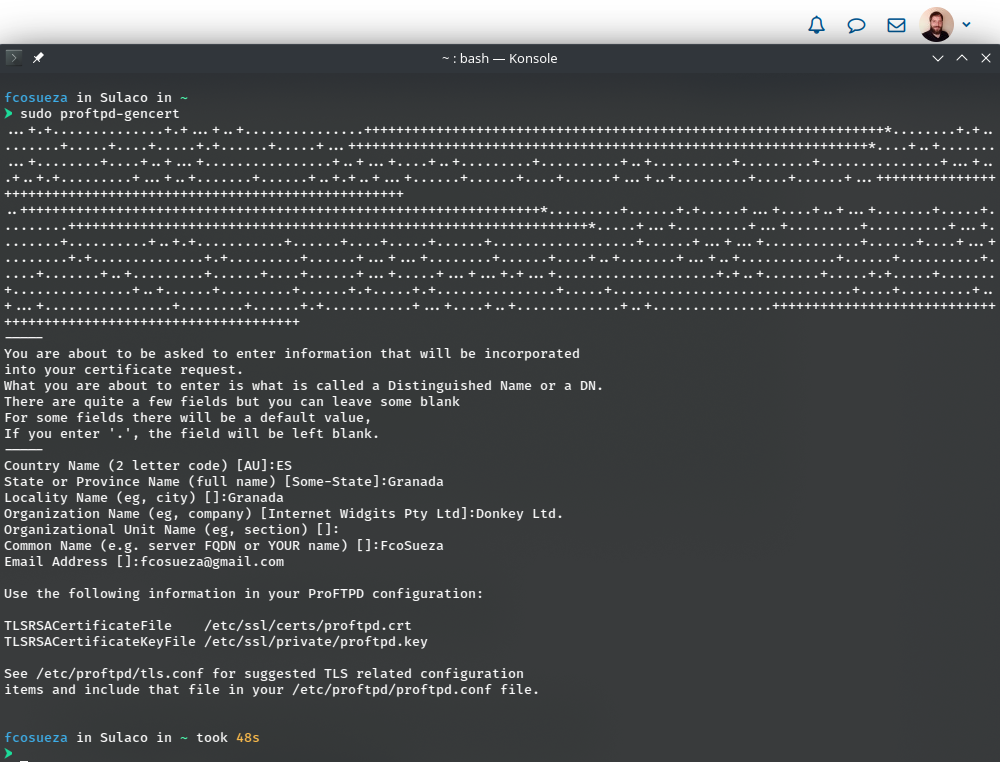 ~ : bash — Konsole
fcosueza in Sulaco in ~
❯ sudo proftpd-gencert
-----
You are about to be asked to enter information that will be incorporated
into your certificate request.
What you are about to enter is what is called a Distinguished Name or a DN.
There are quite a few fields but you can leave some blank
For some fields there will be a default value,
If you enter '.', the field will be left blank.
-----
Country Name (2 letter code) [AU]:ES
State or Province Name (full name) [Some-State]:Granada
Locality Name (eg, city) []:Granada
Organization Name (eg, company) [Internet Widgits Pty Ltd]:Donkey Ltd.
Organizational Unit Name (eg, section) []:
Common Name (e.g. server FQDN or YOUR name) []:FcoSueza
Email Address []:fcosueza@gmail.com
Use the following information in your ProFTPD configuration:
TLSRSACertificateFile    /etc/ssl/certs/proftpd.crt
TLSRSACertificateKeyFile /etc/ssl/private/proftpd.key
See /etc/proftpd/tls.conf for suggested TLS related configuration
items and include that file in your /etc/proftpd/proftpd.conf file.
fcosueza in Sulaco in ~ took 48s
❯